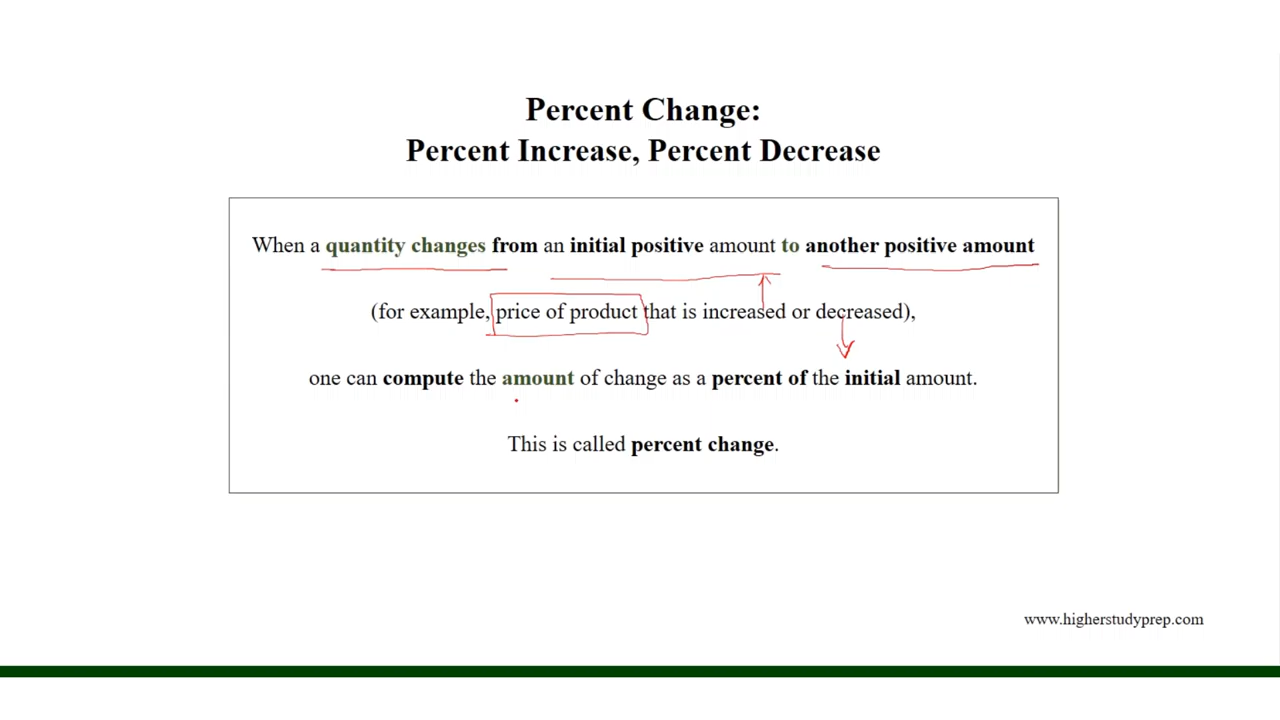 Percent Change:
Percent Increase, Percent Decrease
When a quantity changes from an initial positive amount to another positive amount
(for example, price of product that is increased or decreased),
one can compute the amount of change as a percent of the initial amount.
This is called percent change.
www.higherstudyprep.com